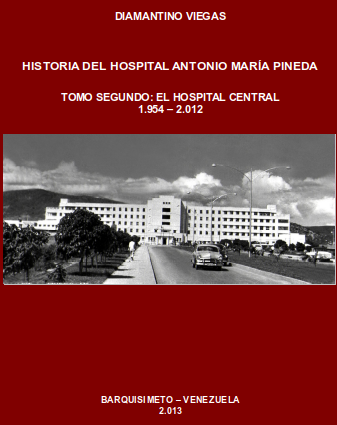 DIAMANTINO VIEGAS
HISTORIA DEL HOSPITAL ANTONIO MARÍA PINEDA
TOMO SEGUNDO: EL HOSPITAL CENTRAL
1.954 – 2.012
BARQUISIMETO – VENEZUELA
2.013